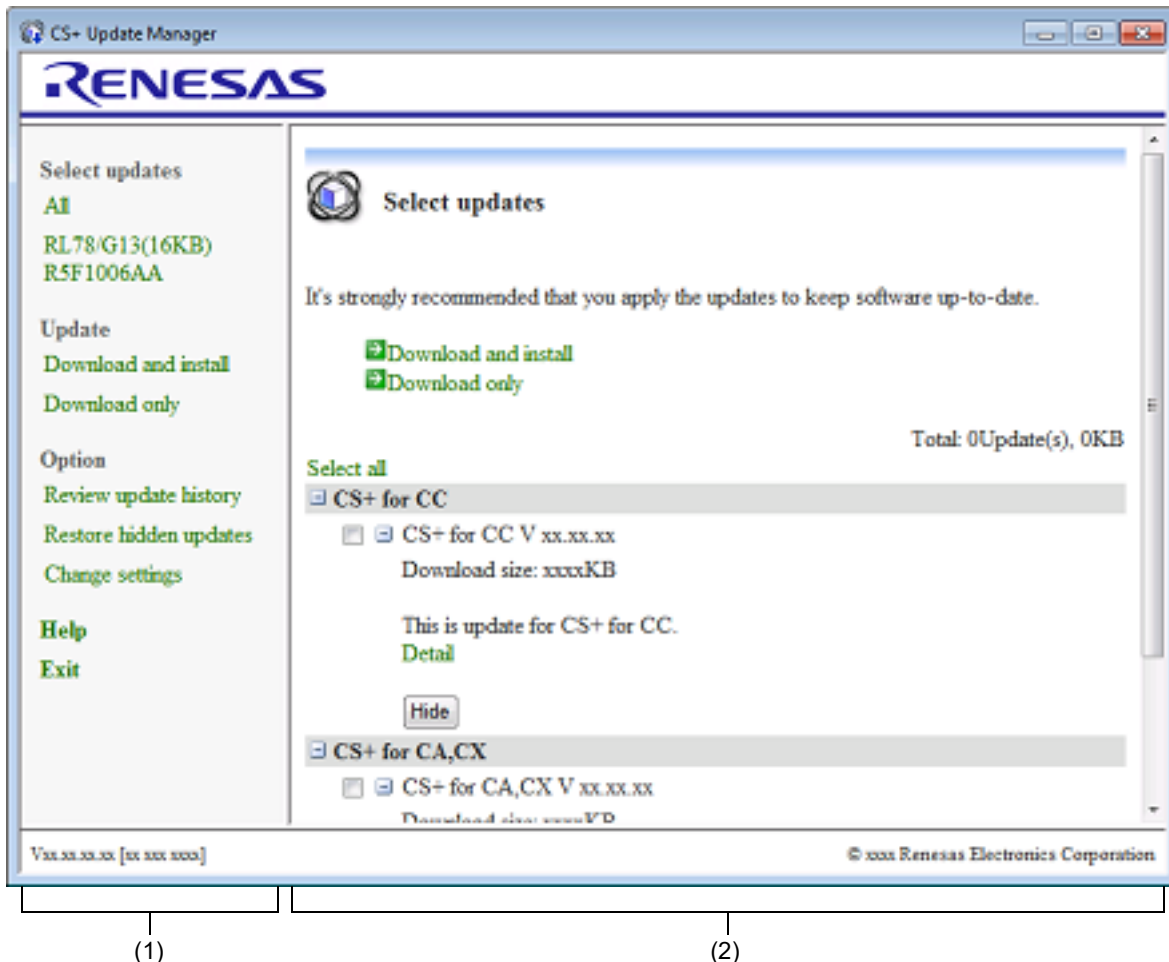 CS+ Update Manager
RENESAS
Select updates
All
RL78/G13(16KB)
R5F1006AA
Update
Download and install
Download only
Option
Review update history
Restore hidden updates
Change settings
Help
Exit
Select updates
It's strongly recommended that you apply the updates to keep software up-to-date.
Download and install
Download only
Total: 0Update(s), 0KB
Select all
CS+ for CC
CS+ for CC V xx.xx.xx
Download size: xxxxKB
This is update for CS+ for CC.
Detail
Hide
CS+ for CA,CX
CS+ for CA,CX V xx.xx.xx
Download size: xxxxKB
Vxx.xx.xx.xx [xx xxx xxxx]
© xxxx Renesas Electronics Corporation
(1)
(2)